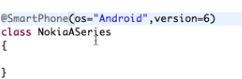 @SmartPhone(os="Android",version=6)
class NokiaASeries
{
}